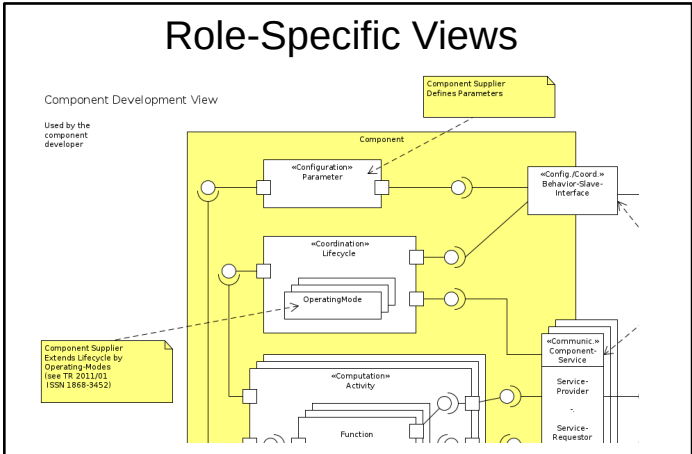 Role-Specific Views
Component Supplier
Defines Parameters
Component Development View
Used by the
component
developer
Component
«Configuration»
Parameter
«Config./Coord.»
Behavior-Slave-
Interface
«Coordination»
Lifecycle
OperatingMode
Component Supplier
Extends Lifecycle by
Operating-Modes
(see TR 2011/01
ISSN 1868-3452)
«Communic.»
Component-
Service
«Computation»
Activity
Service-
Provider
Function
Service-
Requestor